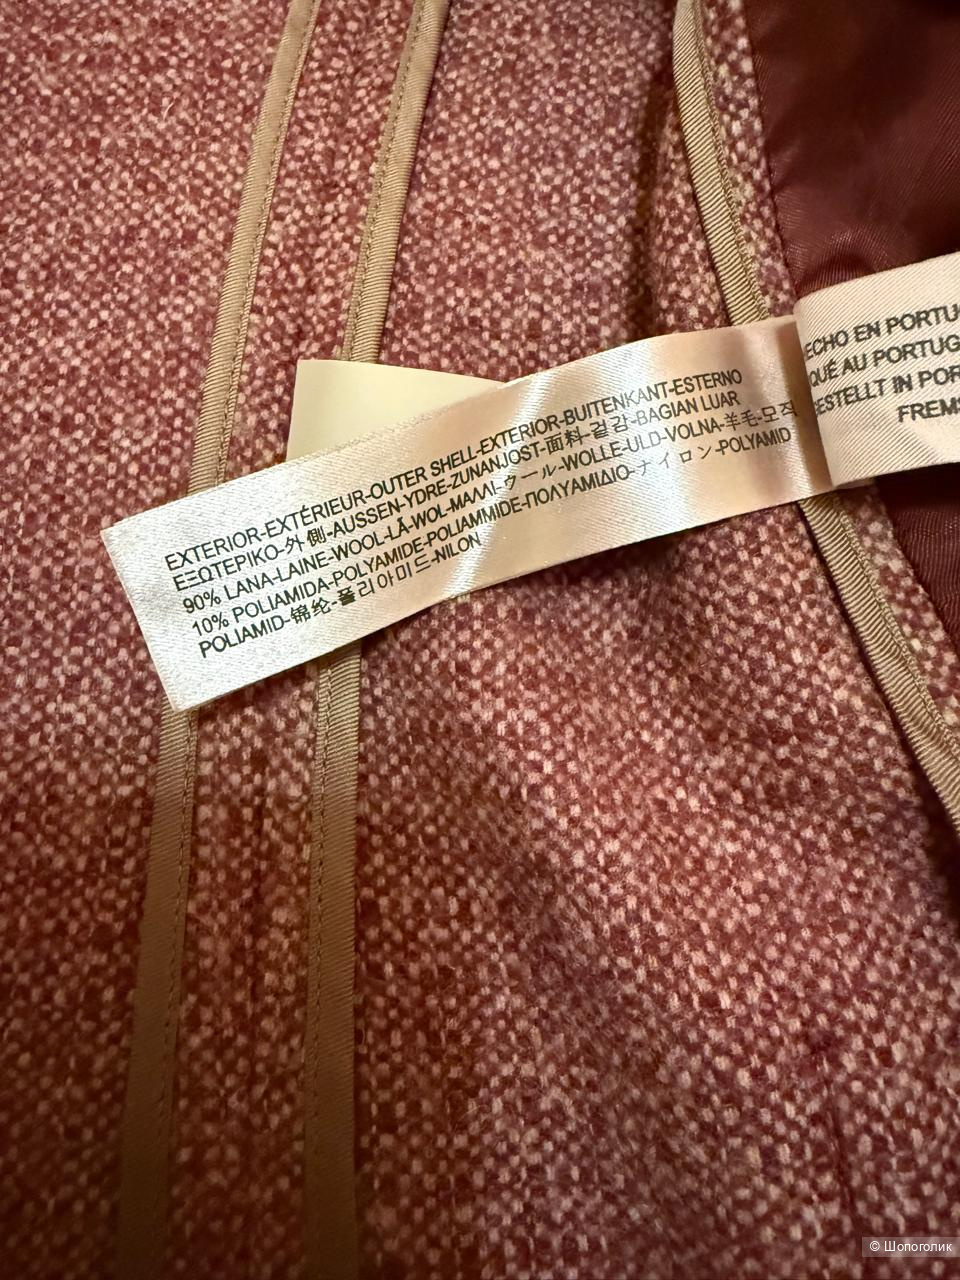 EXTERIOR-EXTÉRIEUR-OUTER SHELL-EXTERIOR-BUITENKANT-ESTERNO
ΕΞΩΤΕΡΙΚΟ-外側-AUSSEN-YDRE-ZUNANJOST-面料-겉감-BAGIAN LUAR
90% LANA-LAINE-WOOL-LÃ-WOL-ΜΑΛΛΙ-ウール-WOLLE-ULD-VOLNA-羊毛-모직
10% POLIAMIDA-POLYAMIDE-POLIAMMIDE-ΠΟΛΥΑΜΙΔΙΟ-ナイロン-POLYAMID
POLIAMID-锦纶-폴리아미드-NILON
ECHO EN PORTU
QUÉ AU PORTUG
ESTELLT IN POR
FREMS
© Шопоголик